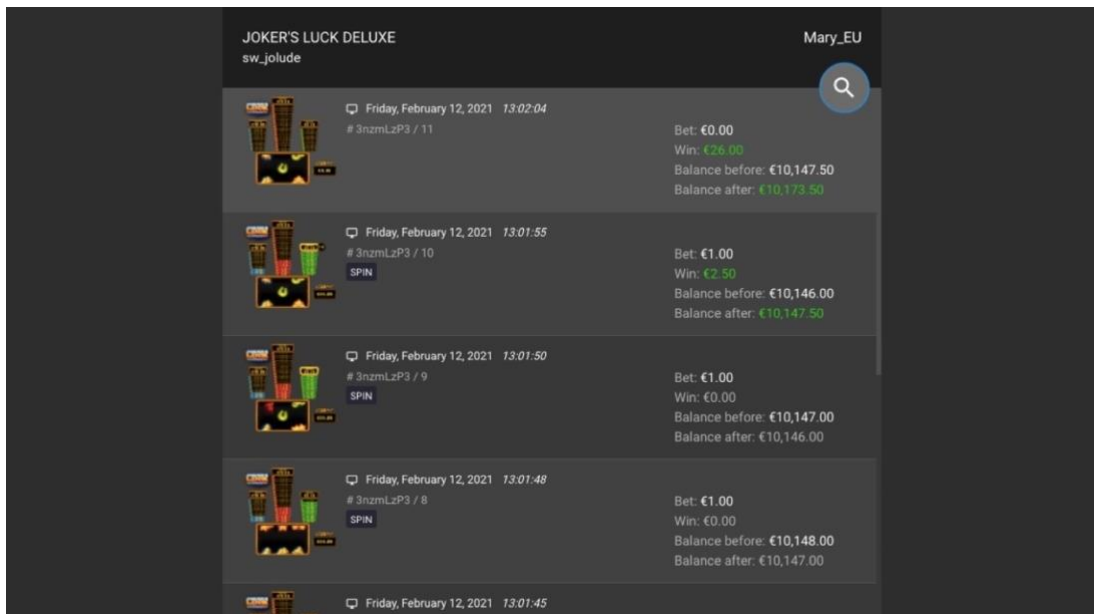 JOKER'S LUCK DELUXE
Mary_EU
sw_jolude
Friday, February 12, 2021 13:02:04
# 3nzmLzP3 / 11
Bet: €0.00
Win: €26.00
Balance before: €10,147.50
Balance after: €10,173.50
Friday, February 12, 2021 13:01:55
# 3nzmLzP3 / 10
SPIN
Bet: €1.00
Win: €2.50
Balance before: €10,146.00
Balance after: €10,147.50
Friday, February 12, 2021 13:01:50
# 3nzmLzP3 / 9
SPIN
Bet: €1.00
Win: €0.00
Balance before: €10,147.00
Balance after: €10,146.00
Friday, February 12, 2021 13:01:48
# 3nzmLzP3 / 8
SPIN
Bet: €1.00
Win: €0.00
Balance before: €10,148.00
Balance after: €10,147.00
Friday, February 12, 2021 13:01:45